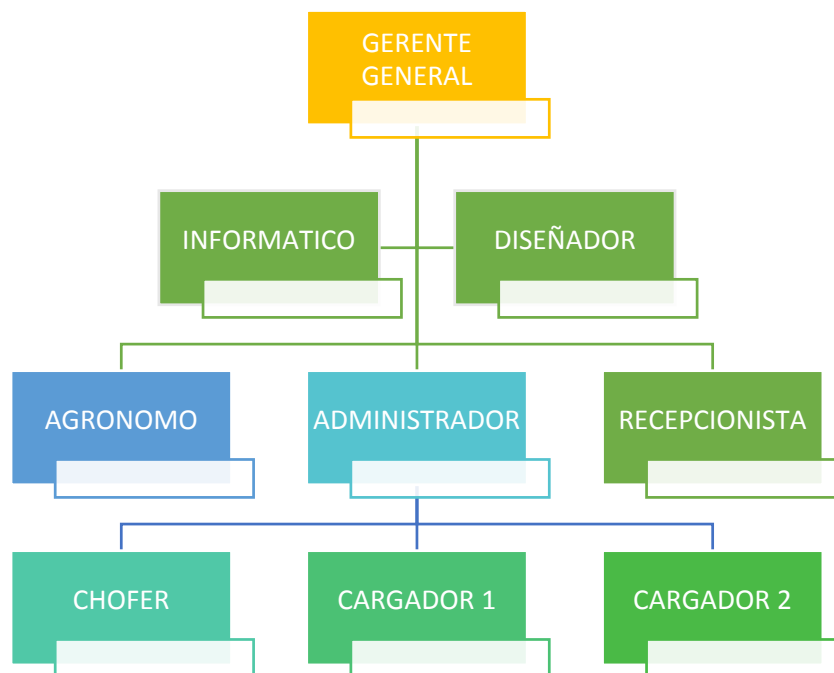 GERENTE
GENERAL
INFORMATICO
DISEÑADOR
AGRONOMO
ADMINISTRADOR
RECEPCIONISTA
CHOFER
CARGADOR 1
CARGADOR 2